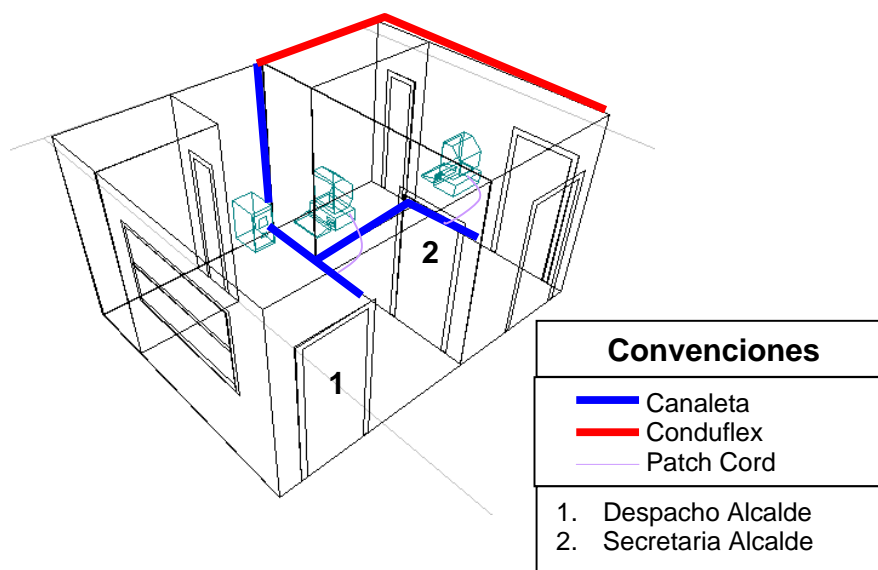 2
1
Convenciones
Canaleta
Conduflex
Patch Cord
1. Despacho Alcalde
2. Secretaria Alcalde